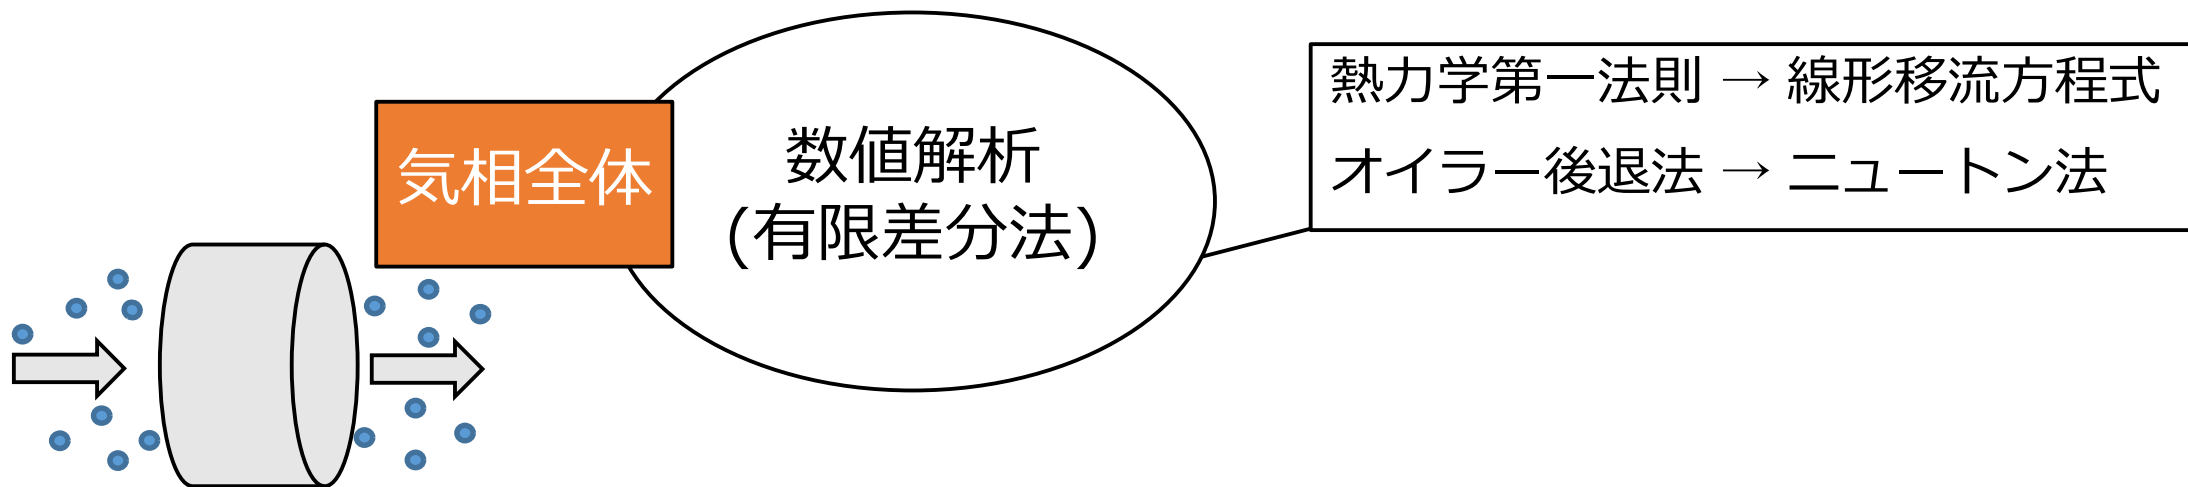 気相全体
数値解析
(有限差分法)
熱力学第一法則 → 線形移流方程式
オイラー後退法 → ニュートン法